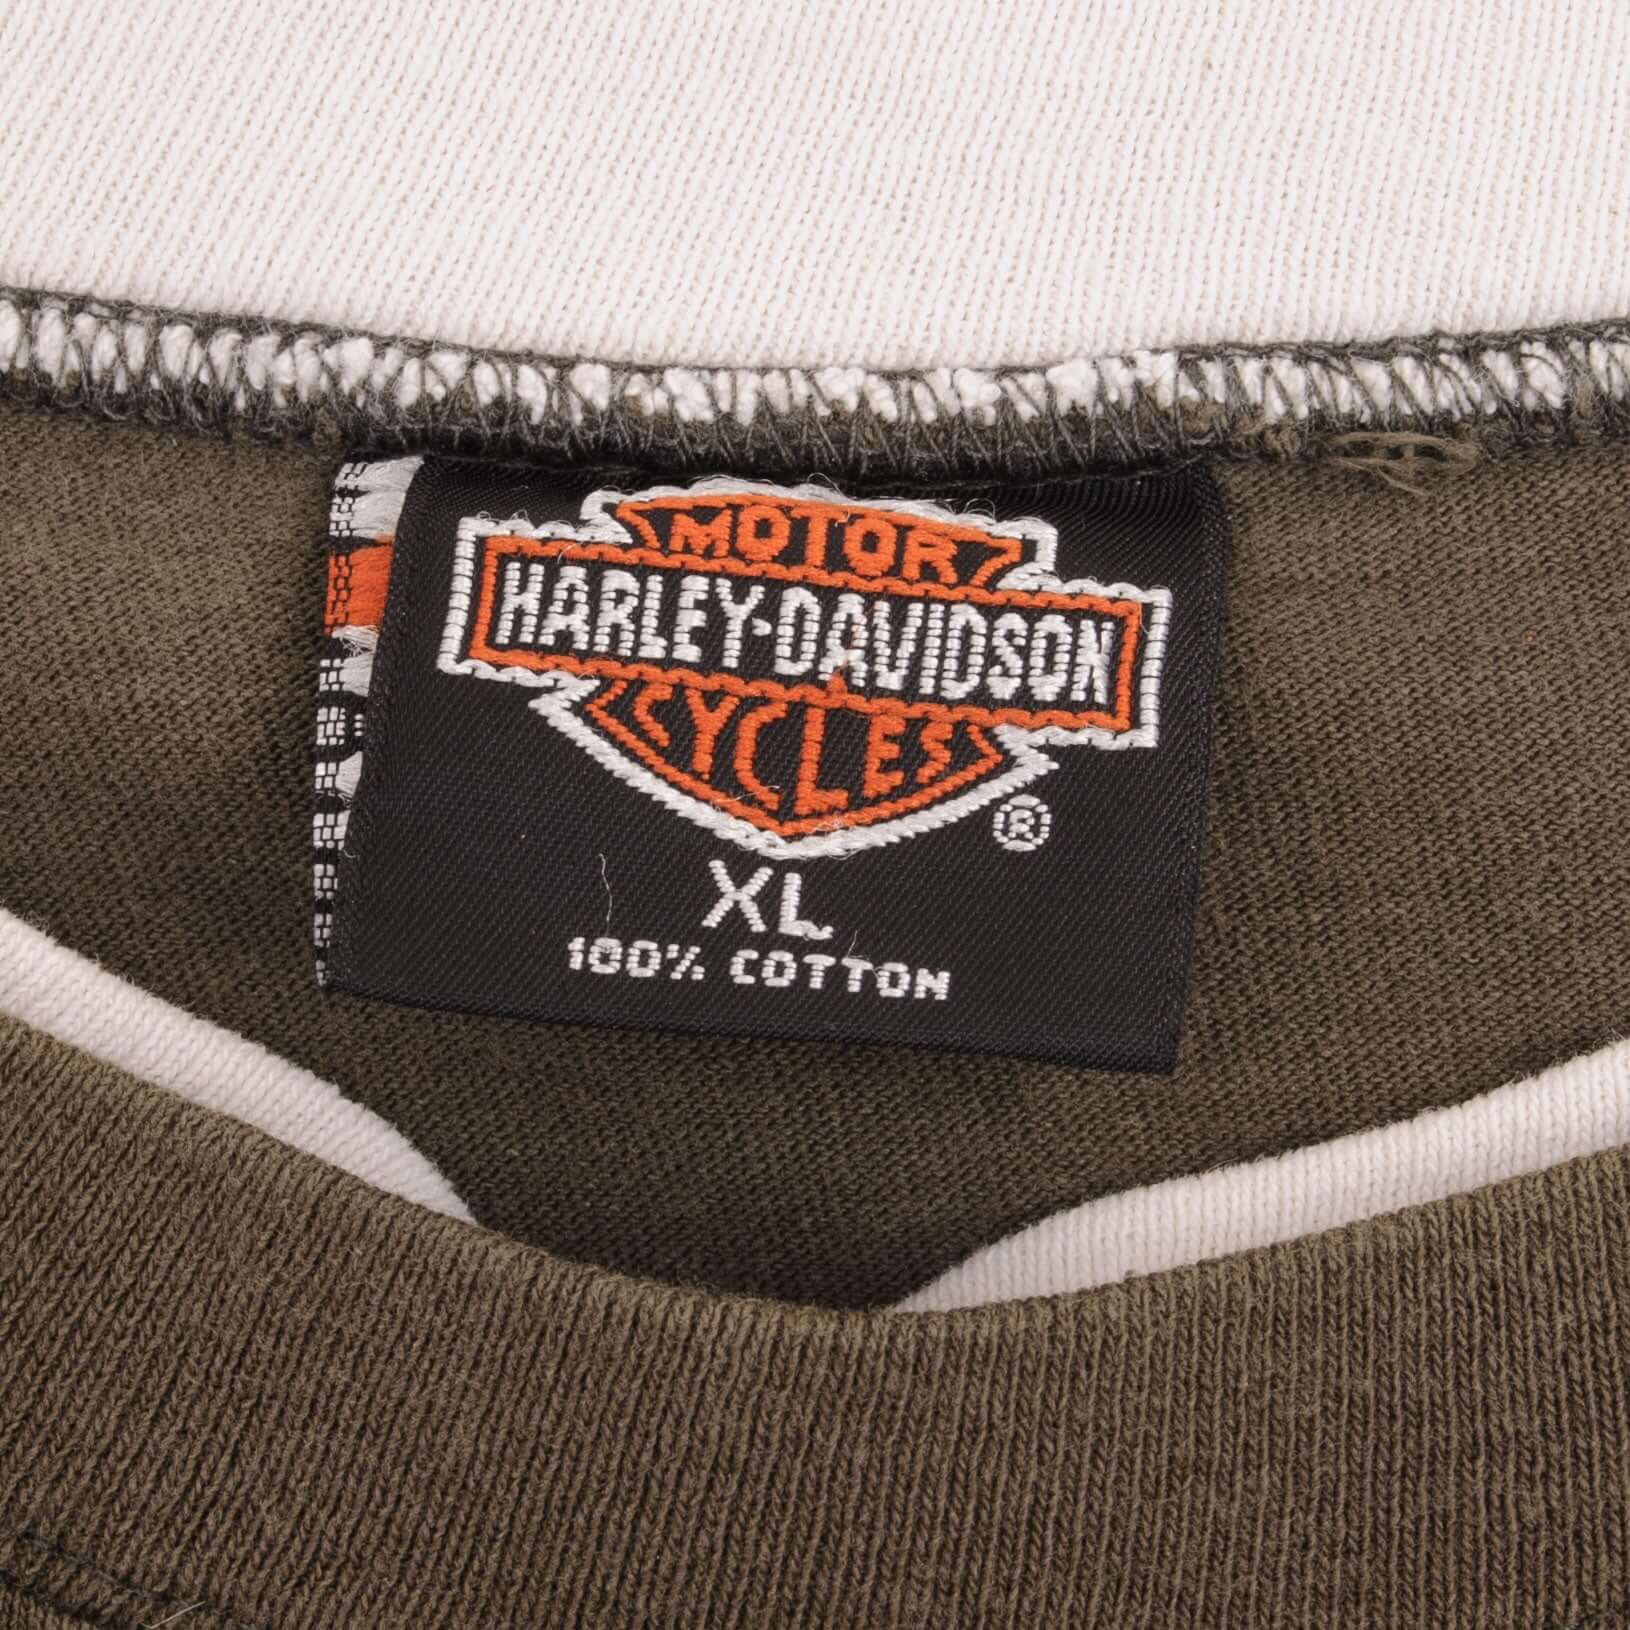 MOTOR
HARLEY-DAVIDSON
CYCLES
®
XL
100% COTTON